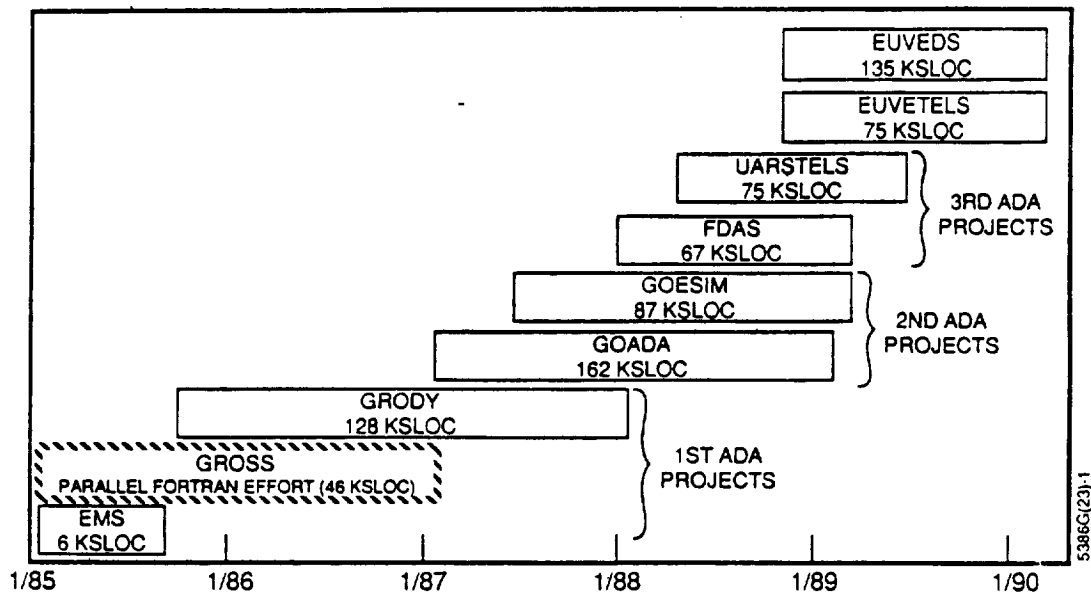 EUVEDS
135 KSLOC
EUVETELS
75 KSLOC
UARSTELS
75 KSLOC
3RD ADA
PROJECTS
FDAS
67 KSLOC
GOESIM
87 KSLOC
2ND ADA
PROJECTS
GOADA
162 KSLOC
GRODY
128 KSLOC
1ST ADA
PROJECTS
GROSS
PARALLEL FORTRAN EFFORT (46 KSLOC)
EMS
6 KSLOC
1/85 1/86 1/87 1/88 1/89 1/90
5386G(23)-1